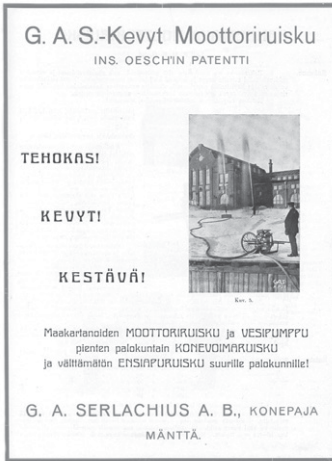 G. A. S.-Kevyt Moottoriruisku
INS. OESCH'IN PATENTTI
TEHOKAS!
KEVYT!
KESTÄVÄ!
Kuv. 1.
Maakartanoiden MOOTTORIRUISKU ja VESIPUMPPU
pienten palokuntain KONEVOIMARUISKU
ja välttämätön ENSIAPURUISKU suurille palokunnille!
G. A. SERLACHIUS A. B., KONEPAJA
MÄNTTÄ.